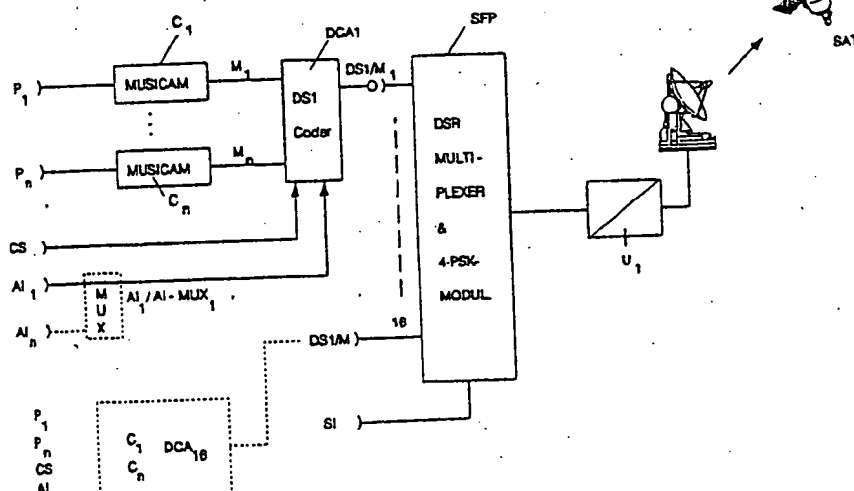 C1
DCA1
SFP
SAT
P1
MUSICAM
M1
DS1
Coder
DS1/M1
DSR
MULTI-
PLEXER
&
4-PSK-
MODUL.
Pn
MUSICAM
Mn
Cn
U1
CS
AI1
M
U
X
AI1/AI-MUX1
AIn
16
DS1/M
SI
P1
Pn
CS
AI
C1
Cn
DCA16